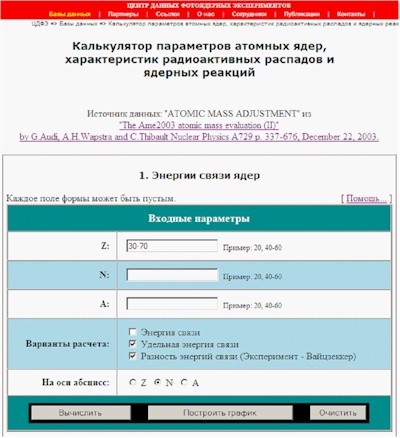 ЦЕНТР ДАННЫХ ФОТОЯДЕРНЫХ ЭКСПЕРИМЕНТОВ
Базы данных | Партнеры | Ссылки | О нас | Сотрудники | Публикации | Контакты |
ЦДФЭ => Базы данных => Калькулятор параметров атомных ядер, характеристик радиоактивных распадов и ядерных реак
Калькулятор параметров атомных ядер,
характеристик радиоактивных распадов и
ядерных реакций
Источник данных: "ATOMIC MASS ADJUSTMENT" из
"The Ame2003 atomic mass evaluation (II)"
by G.Audi, A.H.Wapstra and C.Thibault Nuclear Physics A729 p. 337-676, December 22, 2003.
1. Энергии связи ядер
Каждое поле формы может быть пустым. [ Помощь... ]
Входные параметры
Z: 30-70 Пример: 20, 40-60
N: Пример: 20, 40-60
A: Пример: 20, 40-60
Варианты расчета:
Энергия связи
Удельная энергия связи
Разность энергий связи (Эксперимент - Вайцзеккер)
На оси абсцисс: Z N A
Вычислить Построить график Очистить